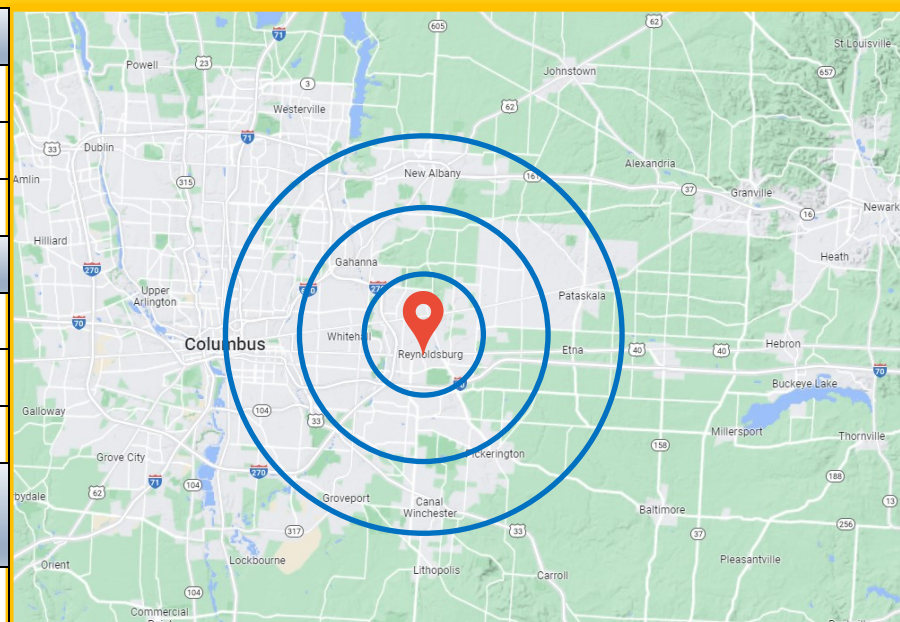 605
62
71
St Louisville
Powell
23
Johnstown
657
3
62
Westerville
71
33
Dublin
Alexandria
New Albany
161
Amlin
315
37
Granville
Newark
16
Hilliard
Gahanna
Heath
270
270
Upper
Arlington
Pataskala
70
Whitehall
Columbus
Reynoldsburg
Etna
40
40
Hebron
70
Buckeye Lake
104
Galloway
33
Millersport
Thornville
158
Pickerington
Grove City
270
71
104
188
62
bydale
Groveport
Canal
Winchester
Baltimore
13
256
317
33
37
Lockbourne
Pleasantville
Orient
Lithopolis
Carroll
104
Commercial